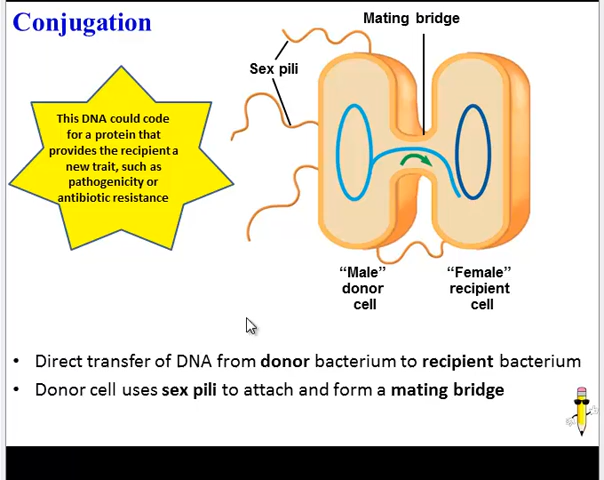 Conjugation
Mating bridge
Sex pili
This DNA could code
for a protein that
provides the recipient a
new trait, such as
pathogenicity or
antibiotic resistance
“Male”
donor
cell
“Female”
recipient
cell
• Direct transfer of DNA from donor bacterium to recipient bacterium
• Donor cell uses sex pili to attach and form a mating bridge